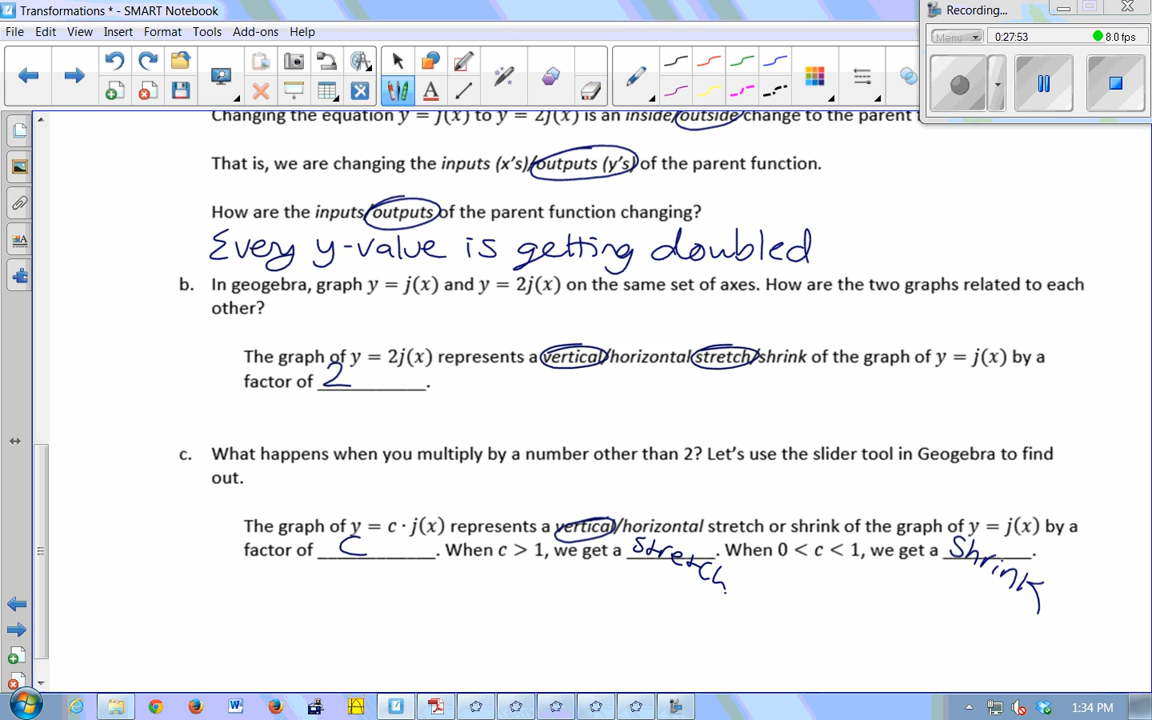 Transformations * - SMART Notebook
Recording...
File Edit View Insert Format Tools Add-ons Help
Menu 0:27:53 8.0 fps
Changing the equation y = j(x) to y = 2j(x) is an inside/outside change to the parent
That is, we are changing the inputs (x's)/outputs (y's) of the parent function.
How are the inputs/outputs of the parent function changing?
Every y-value is getting doubled
b. In geogebra, graph y = j(x) and y = 2j(x) on the same set of axes. How are the two graphs related to each
other?
The graph of y = 2j(x) represents a vertical/horizontal stretch/shrink of the graph of y = j(x) by a
factor of 2.
c. What happens when you multiply by a number other than 2? Let's use the slider tool in Geogebra to find
out.
The graph of y = c · j(x) represents a vertical/horizontal stretch or shrink of the graph of y = j(x) by a
factor of c. When c > 1, we get a stretch. When 0 < c < 1, we get a shrink.
1:34 PM